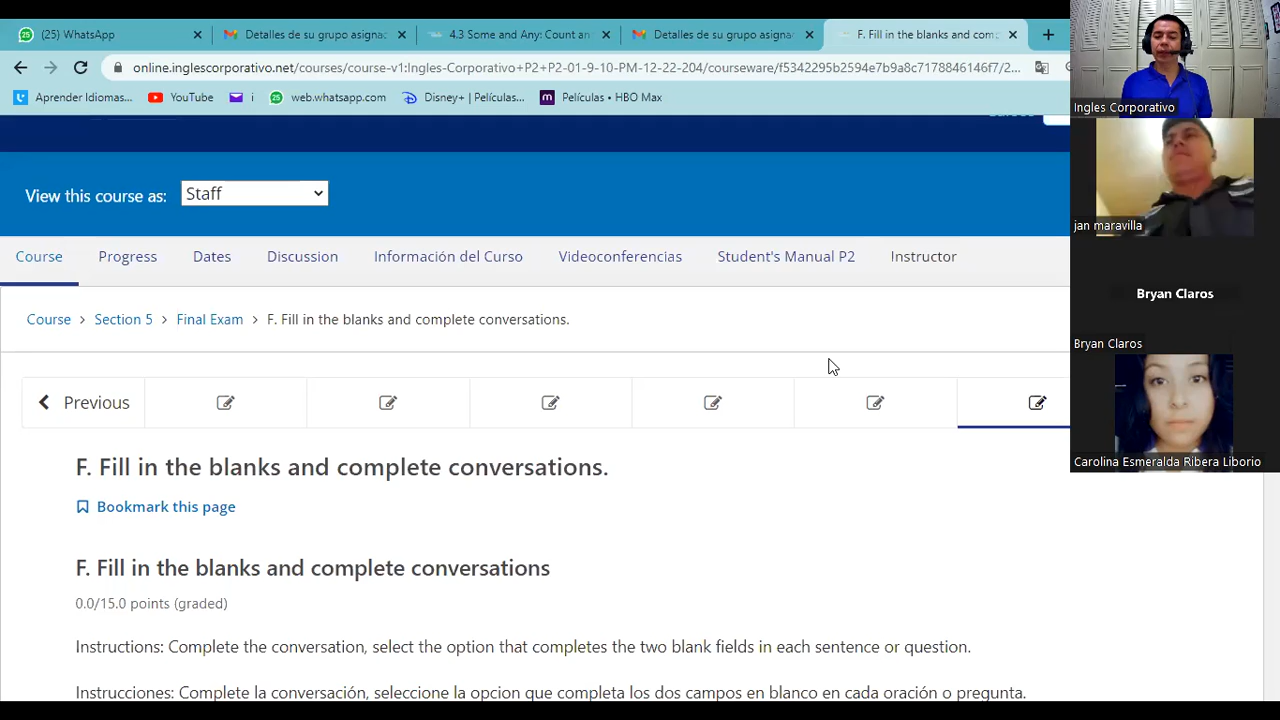 (25) WhatsApp
Detalles de su grupo asigna
4.3 Some and Any-Count an
Detalles de su grupo asigna
F. Fill in the blanks and com
online.inglescorporativo.net/courses/course-v1:Ingles-Corporativo+P2+P2-01-9-10-PM-12-22-204/courseware/f5342295b2594e7b9a8c7178846146f7/2...
Aprender Idiomas...
YouTube
i
web.whatsapp.com
Disney+ | Películas...
Películas • HBO Max
Ingles Corporativo
jan maravilla
Bryan Claros
Bryan Claros
Carolina Esmeralda Ribera Liborio
View this course as:
Staff
Course
Progress
Dates
Discussion
Información del Curso
Videoconferencias
Student's Manual P2
Instructor
Course > Section 5 > Final Exam > F. Fill in the blanks and complete conversations.
Previous
F. Fill in the blanks and complete conversations.
Bookmark this page
F. Fill in the blanks and complete conversations
0.0/15.0 points (graded)
Instructions: Complete the conversation, select the option that completes the two blank fields in each sentence or question.
Instrucciones: Complete la conversación, seleccione la opcion que completa los dos campos en blanco en cada oración o pregunta.